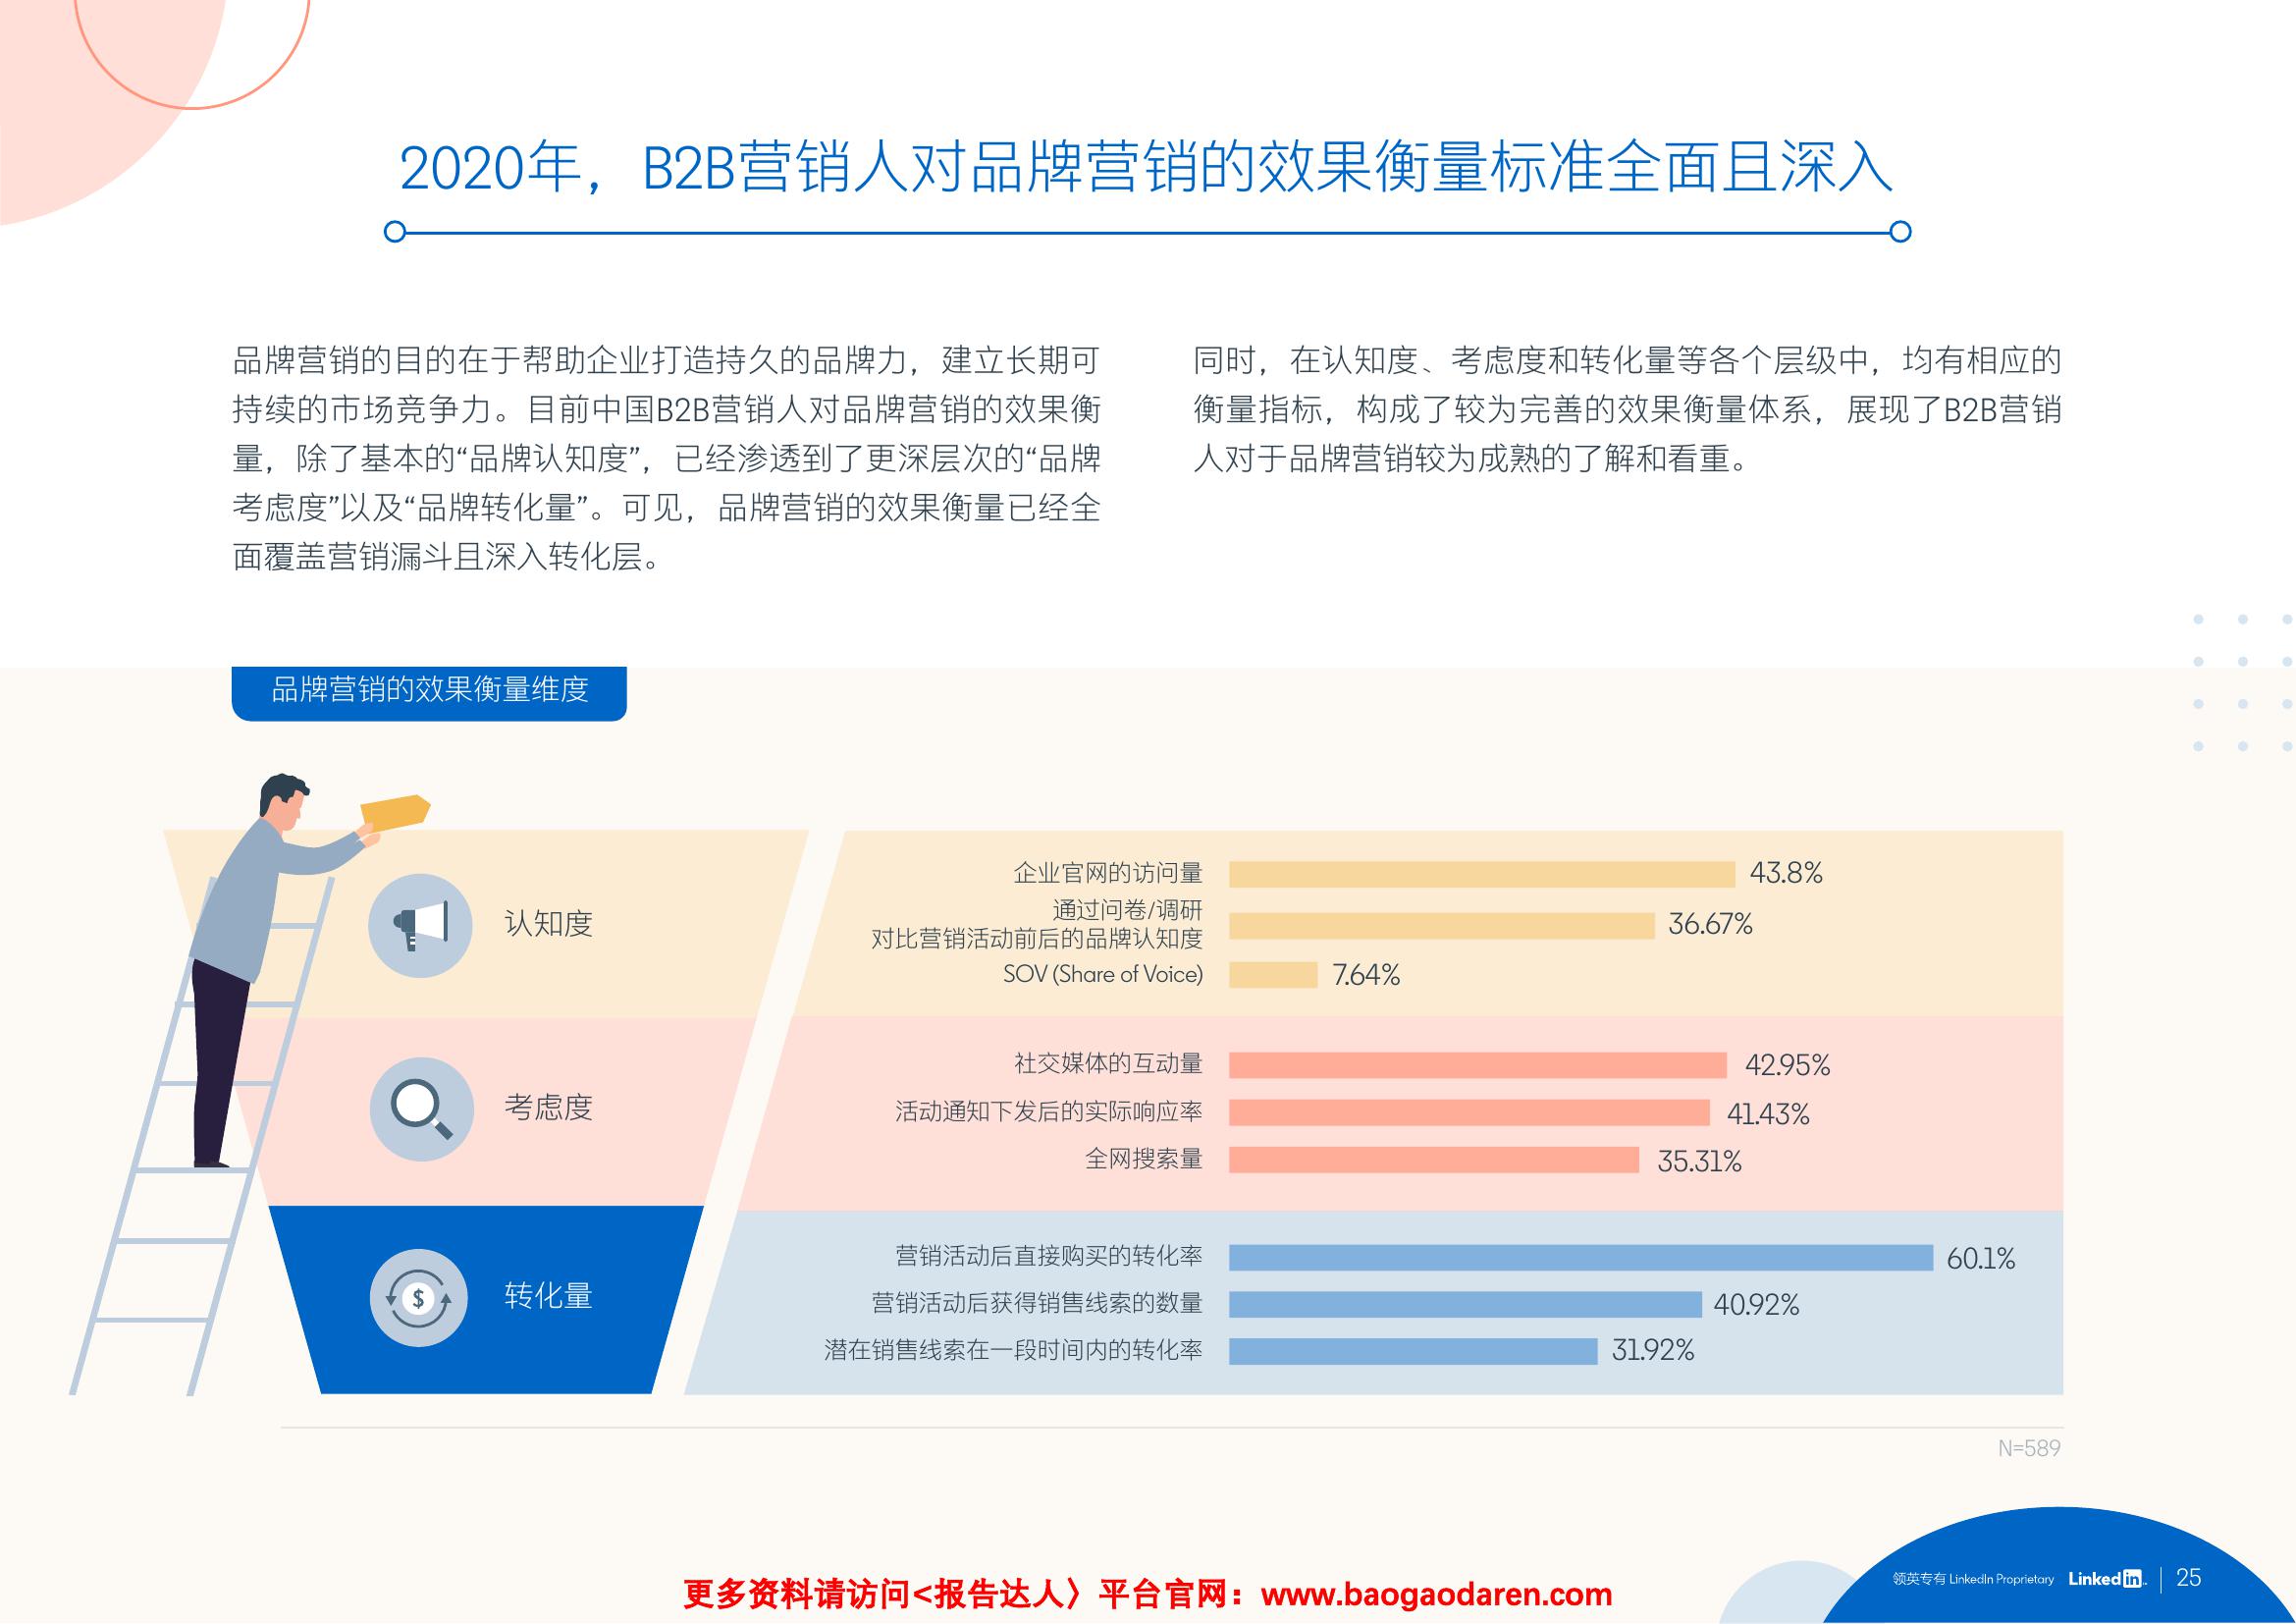 2020年，B2B营销人对品牌营销的效果衡量标准全面且深入
品牌营销的目的在于帮助企业打造持久的品牌力，建立长期可
持续的市场竞争力。目前中国B2B营销人对品牌营销的效果衡
量，除了基本的“品牌认知度”，已经渗透到了更深层次的“品牌
考虑度”以及“品牌转化量”。可见，品牌营销的效果衡量已经全
面覆盖营销漏斗且深入转化层。
同时，在认知度、考虑度和转化量等各个层级中，均有相应的
衡量指标，构成了较为完善的效果衡量体系，展现了B2B营销
人对于品牌营销较为成熟的了解和看重。
品牌营销的效果衡量维度
认知度
企业官网的访问量 43.8%
通过问卷/调研
对比营销活动前后的品牌认知度 36.67%
SOV (Share of Voice) 7.64%
考虑度
社交媒体的互动量 42.95%
活动通知下发后的实际响应率 41.43%
全网搜索量 35.31%
$ 转化量
营销活动后直接购买的转化率 60.1%
营销活动后获得销售线索的数量 40.92%
潜在销售线索在一段时间内的转化率 31.92%
N=589
领英专有 LinkedIn Proprietary Linkedin 25
更多资料请访问<报告达人〉平台官网：www.baogaodaren.com